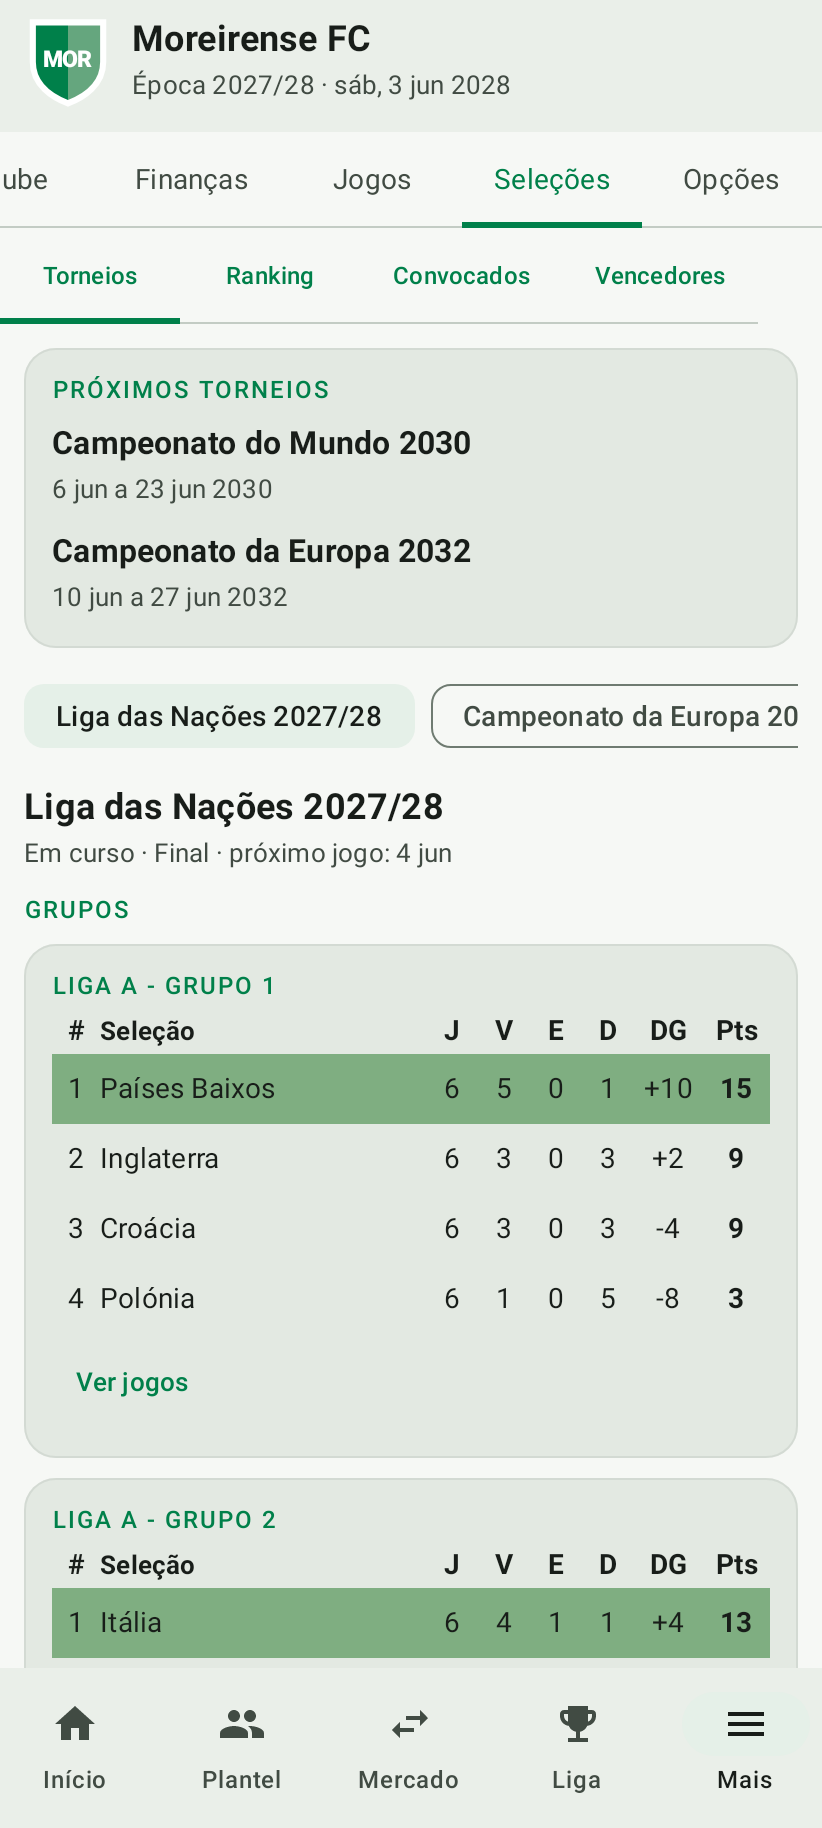 MOR
Moreirense FC
Época 2027/28 · sáb, 3 jun 2028
ube Finanças Jogos Seleções Opções
Torneios Ranking Convocados Vencedores
PRÓXIMOS TORNEIOS
Campeonato do Mundo 2030
6 jun a 23 jun 2030
Campeonato da Europa 2032
10 jun a 27 jun 2032
Liga das Nações 2027/28 Campeonato da Europa 20
Liga das Nações 2027/28
Em curso · Final · próximo jogo: 4 jun
GRUPOS
LIGA A - GRUPO 1
# Seleção J V E D DG Pts
1 Países Baixos 6 5 0 1 +10 15
2 Inglaterra 6 3 0 3 +2 9
3 Croácia 6 3 0 3 -4 9
4 Polónia 6 1 0 5 -8 3
Ver jogos
LIGA A - GRUPO 2
# Seleção J V E D DG Pts
1 Itália 6 4 1 1 +4 13
Início Plantel Mercado Liga Mais